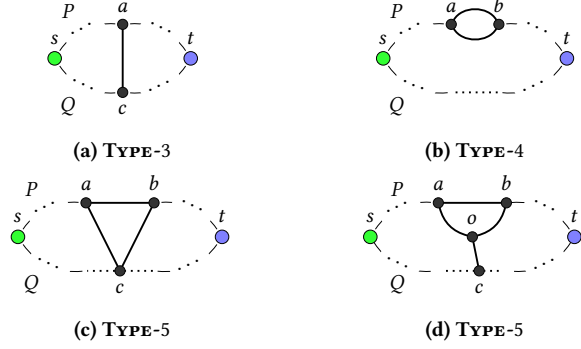 P a
s t
Q c
(a) TYPE-3
P a b
s t
Q
(b) TYPE-4
P a b
s t
Q c
(c) TYPE-5
P a b
s o t
Q c
(d) TYPE-5